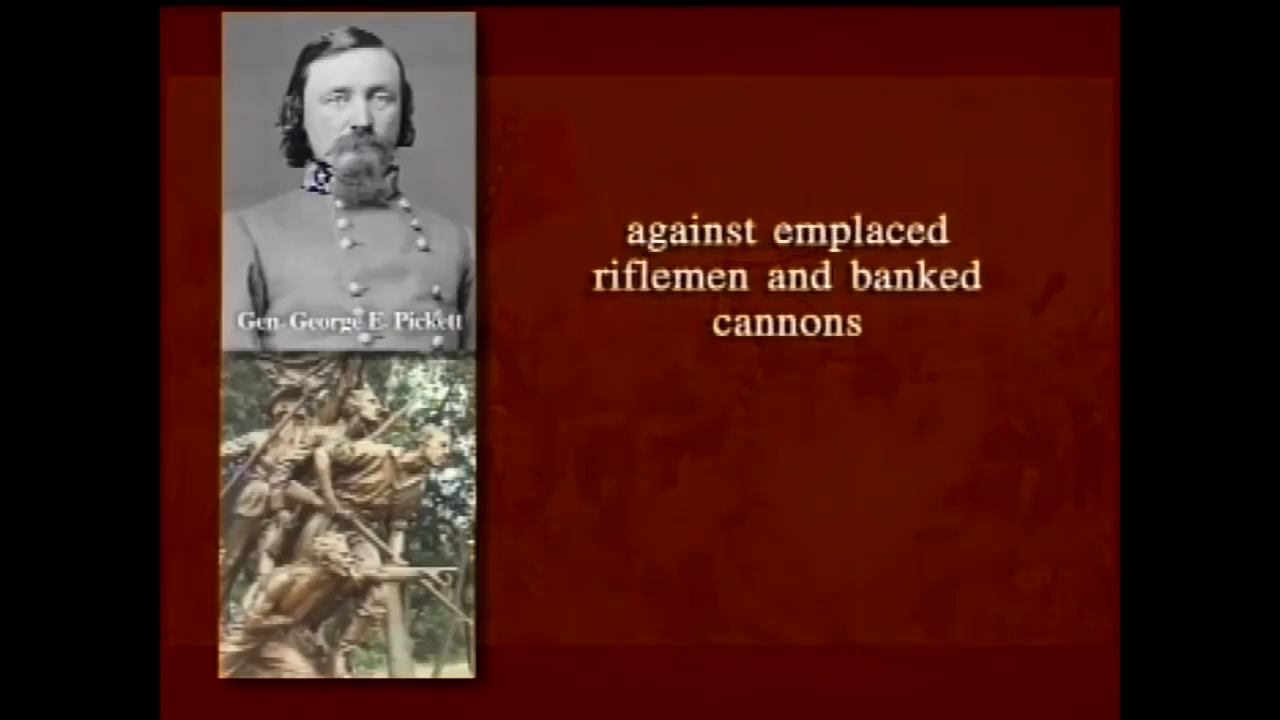 Gen. George E. Pickett
against emplaced
riflemen and banked
cannons